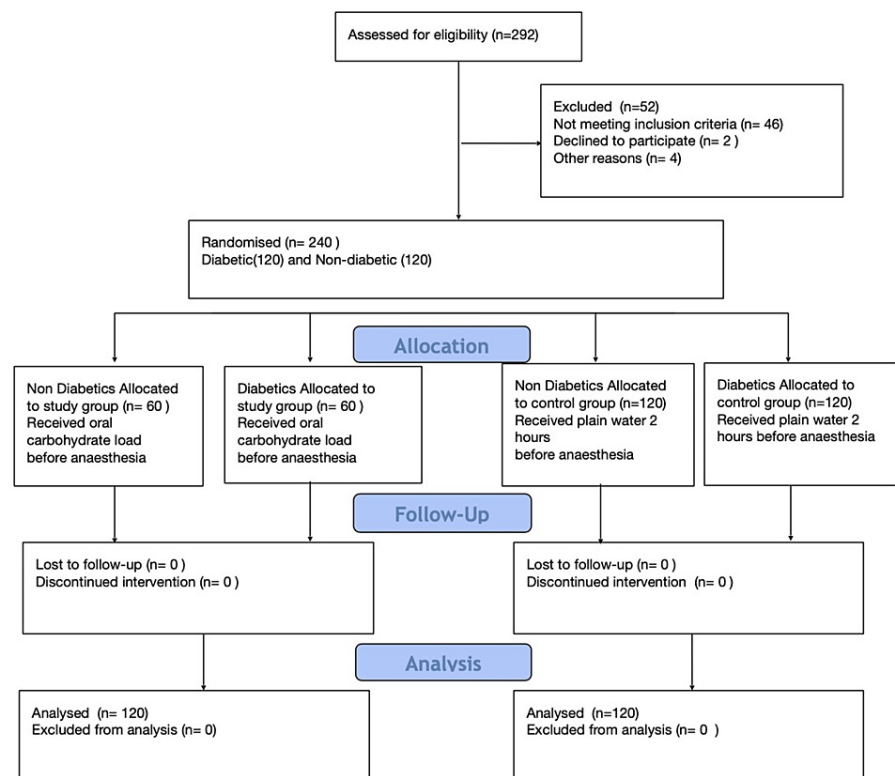 Assessed for eligibility (n=292)
Excluded (n=52)
Not meeting inclusion criteria (n= 46)
Declined to participate (n= 2 )
Other reasons (n= 4)
Randomised (n= 240 )
Diabetic(120) and Non-diabetic (120)
Allocation
Non Diabetics Allocated
to study group (n= 60 )
Received oral
carbohydrate load
before anaesthesia
Diabetics Allocated to
study group (n= 60 )
Received oral
carbohydrate load
before anaesthesia
Non Diabetics Allocated
to control group (n=120)
Received plain water 2
hours
before anaesthesia
Diabetics Allocated to
control group (n=120)
Received plain water 2
hours before anaesthesia
Follow-Up
Lost to follow-up (n= 0 )
Discontinued intervention (n= 0 )
Lost to follow-up (n= 0 )
Discontinued intervention (n= 0 )
Analysis
Analysed (n= 120)
Excluded from analysis (n= 0)
Analysed (n=120)
Excluded from analysis (n= 0 )